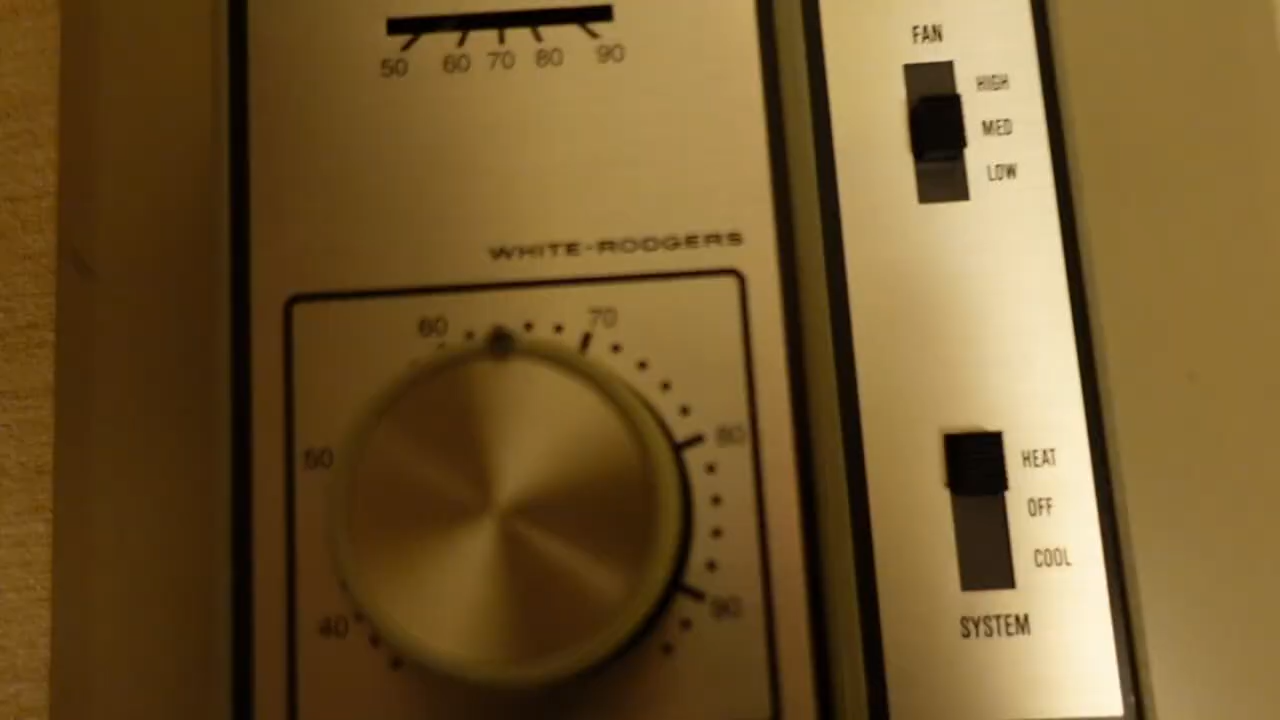 50 60 70 80 90
WHITE-RODGERS
60 70
50 80
40 90
FAN
HIGH
MED
LOW
HEAT
OFF
COOL
SYSTEM